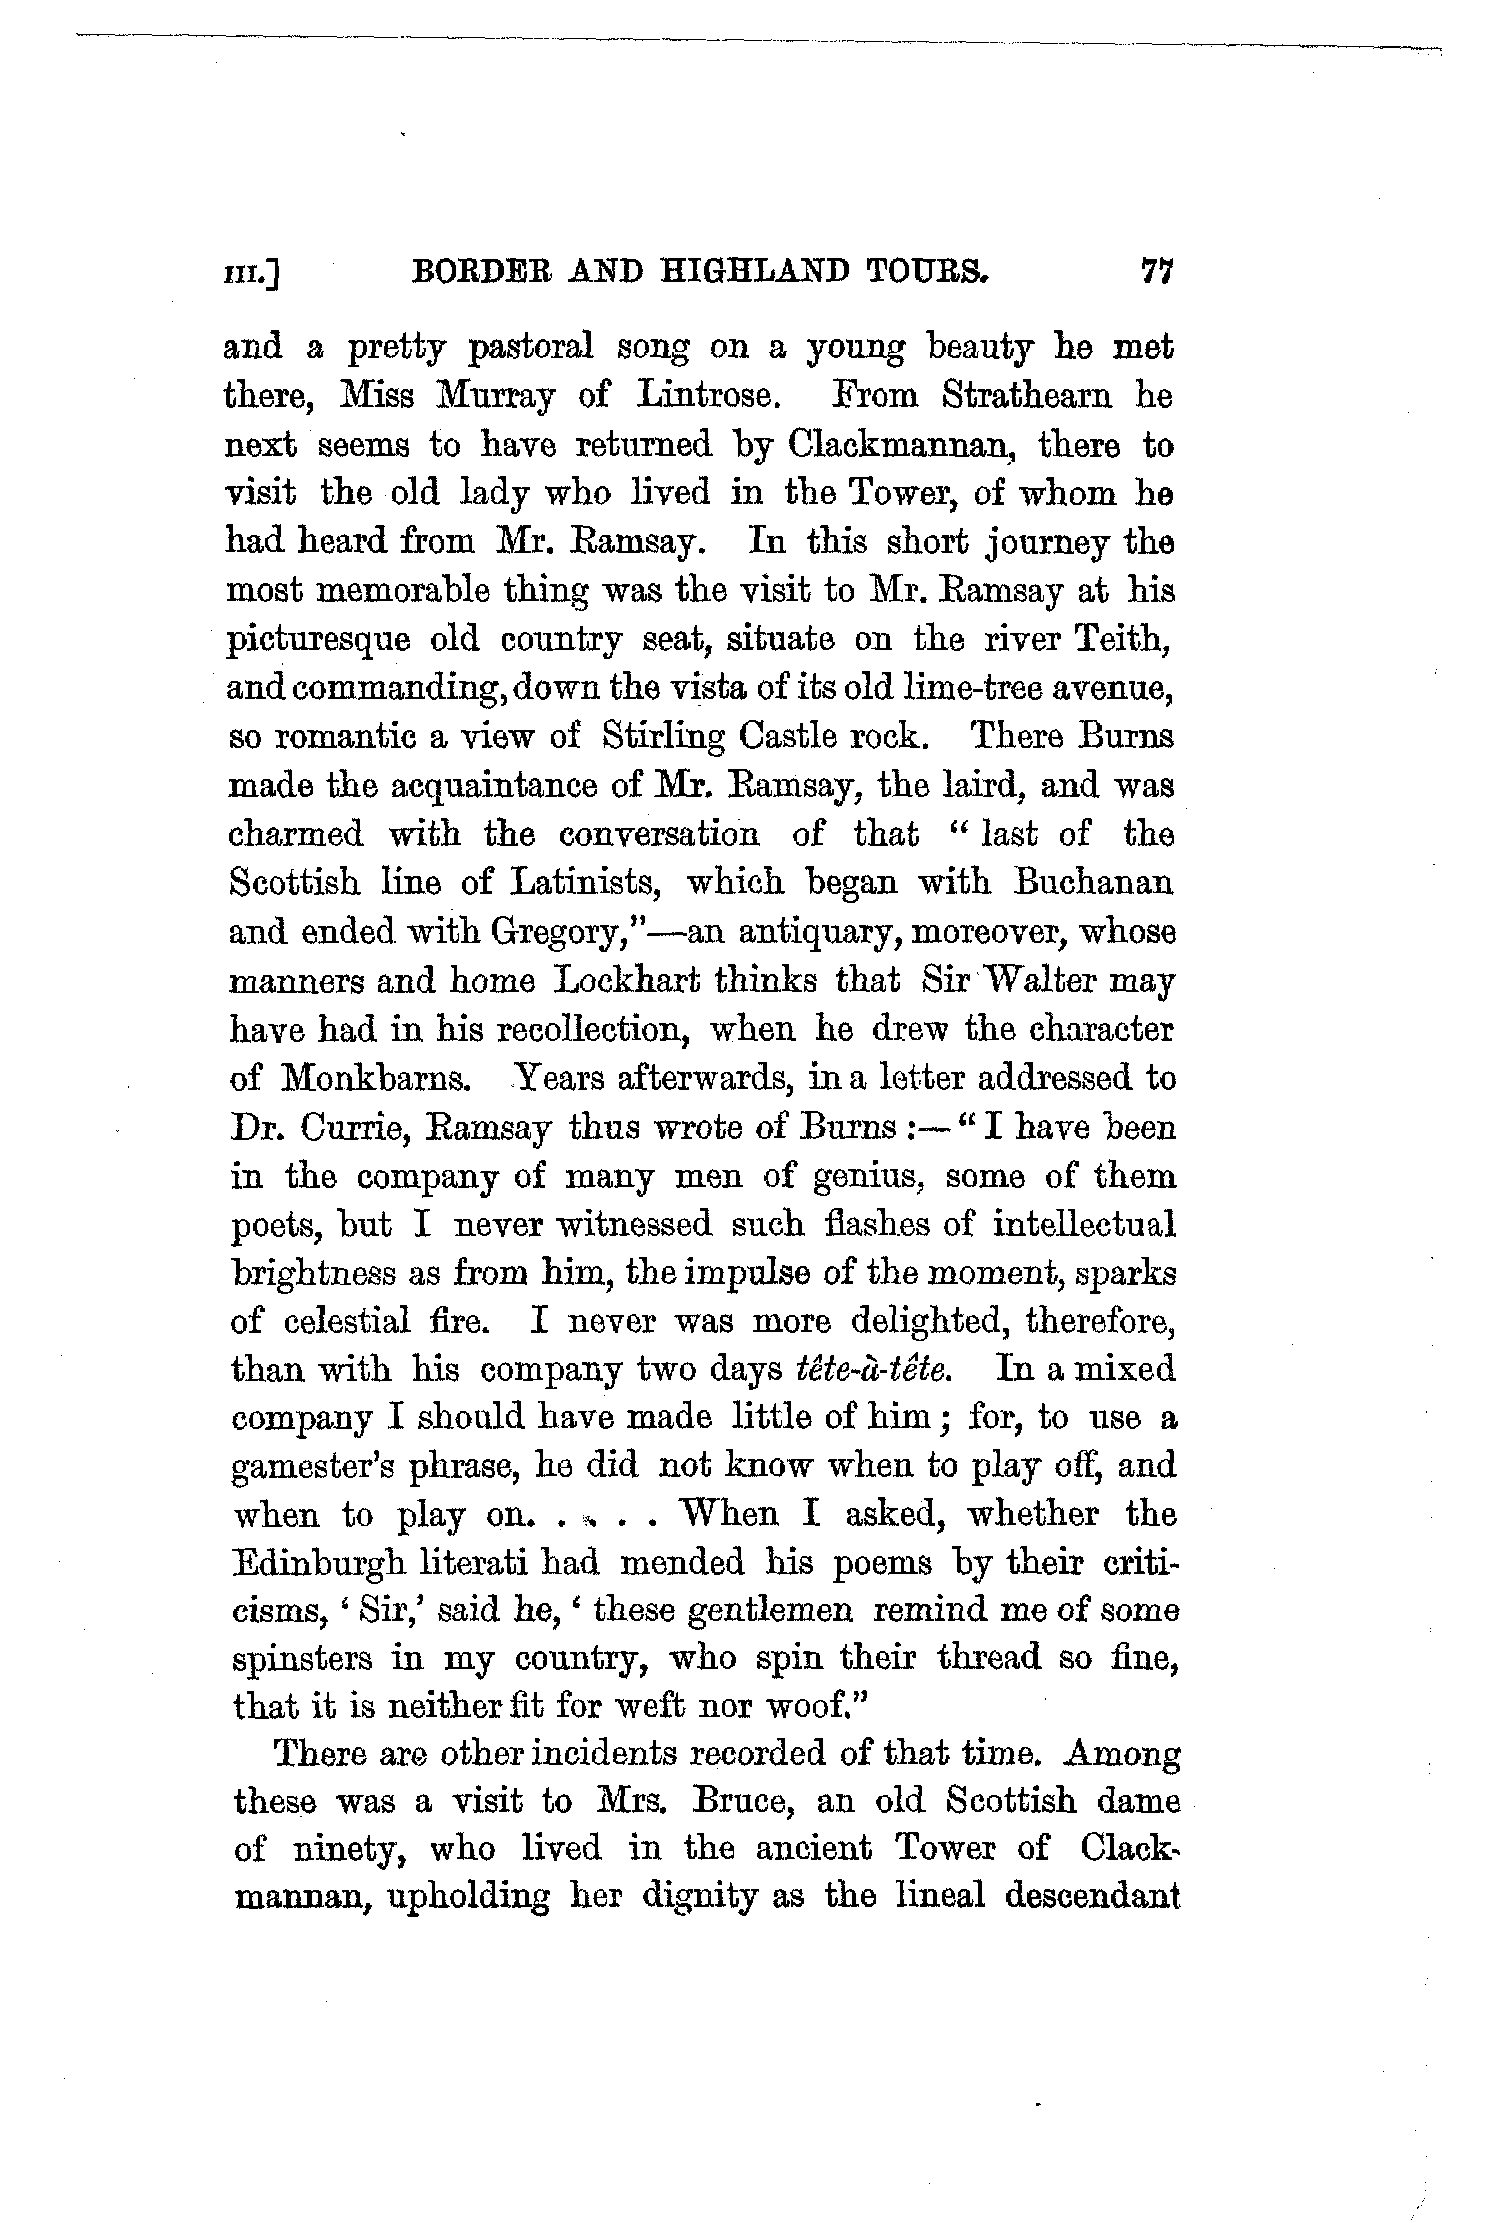 III.] BORDER AND HIGHLAND TOURS. 77
and a pretty pastoral song on a young beauty he met
there, Miss Murray of Lintrose. From Strathearn he
next seems to have returned by Clackmannan, there to
visit the old lady who lived in the Tower, of whom he
had heard from Mr. Ramsay. In this short journey the
most memorable thing was the visit to Mr. Ramsay at his
picturesque old country seat, situate on the river Teith,
and commanding, down the vista of its old lime-tree avenue,
so romantic a view of Stirling Castle rock. There Burns
made the acquaintance of Mr. Ramsay, the laird, and was
charmed with the conversation of that “ last of the
Scottish line of Latinists, which began with Buchanan
and ended with Gregory,”—an antiquary, moreover, whose
manners and home Lockhart thinks that Sir Walter may
have had in his recollection, when he drew the character
of Monkbarns. Years afterwards, in a letter addressed to
Dr. Currie, Ramsay thus wrote of Burns :— “ I have been
in the company of many men of genius, some of them
poets, but I never witnessed such flashes of intellectual
brightness as from him, the impulse of the moment, sparks
of celestial fire. I never was more delighted, therefore,
than with his company two days tête-à-tête. In a mixed
company I should have made little of him ; for, to use a
gamester’s phrase, he did not know when to play off, and
when to play on. . . . . When I asked, whether the
Edinburgh literati had mended his poems by their criti-
cisms, ‘ Sir,’ said he, ‘ these gentlemen remind me of some
spinsters in my country, who spin their thread so fine,
that it is neither fit for weft nor woof.”
There are other incidents recorded of that time. Among
these was a visit to Mrs. Bruce, an old Scottish dame
of ninety, who lived in the ancient Tower of Clack-
mannan, upholding her dignity as the lineal descendant